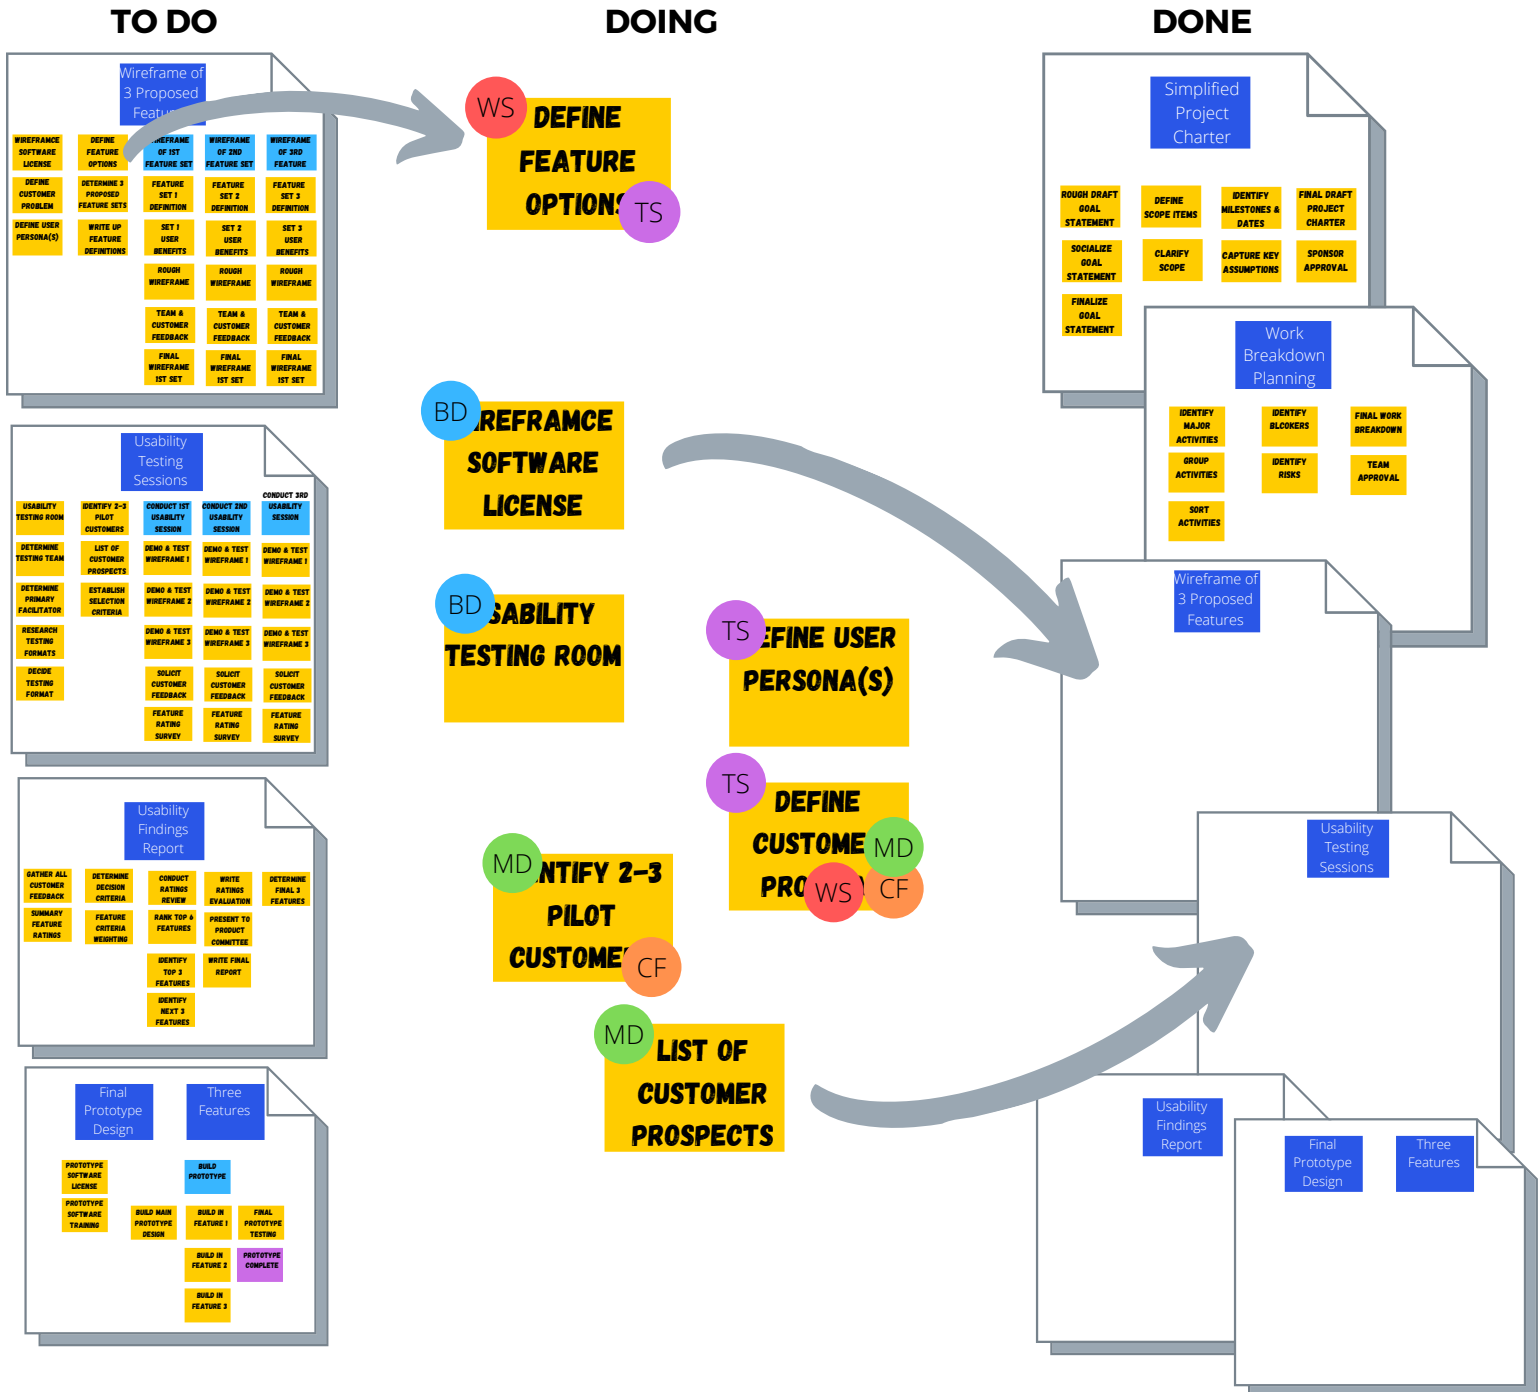 TO DO
DOING
DONE
Wireframe of
3 Proposed
WIREFRAMCE
SOFTWARE
LICENSE
DEFINE
FEATURE
OPTIONS
OF 1ST
FEATURE SET
WIREFRAME
OF 2ND
FEATURE SET
WIREFRAME
OF 3RD
FEATURE
DEFINE
CUSTOMER
PROBLEM
DETERMINE 3
PROPOSED
FEATURE SETS
FEATURE
SET 1
DEFINITION
FEATURE
SET 2
DEFINITION
FEATURE
SET 3
DEFINITION
DEFINE USER
PERSONA(S)
WRITE UP
FEATURE
DEFINITIONS
SET 1
USER
BENEFITS
SET 2
USER
BENEFITS
SET 3
USER
BENEFITS
ROUGH
WIREFRAME
ROUGH
WIREFRAME
ROUGH
WIREFRAME
TEAM &
CUSTOMER
FEEDBACK
TEAM &
CUSTOMER
FEEDBACK
TEAM &
CUSTOMER
FEEDBACK
FINAL
WIREFRAME
1ST SET
FINAL
WIREFRAME
1ST SET
FINAL
WIREFRAME
1ST SET
Usability
Testing
Sessions
USABILITY
TESTING ROOM
IDENTIFY 2-3
PILOT
CUSTOMERS
CONDUCT 1ST
USABILITY
SESSION
CONDUCT 2ND
USABILITY
SESSION
CONDUCT 3RD
USABILITY
SESSION
DETERMINE
TESTING TEAM
LIST OF
CUSTOMER
PROSPECTS
DEMO & TEST
WIREFRAME 1
DEMO & TEST
WIREFRAME 1
DEMO & TEST
WIREFRAME 1
DETERMINE
PRIMARY
FACILITATOR
ESTABLISH
SELECTION
CRITERIA
DEMO & TEST
WIREFRAME 2
DEMO & TEST
WIREFRAME 2
DEMO & TEST
WIREFRAME 2
RESEARCH
TESTING
FORMATS
DEMO & TEST
WIREFRAME 3
DEMO & TEST
WIREFRAME 3
DEMO & TEST
WIREFRAME 3
DECIDE
TESTING
FORMAT
SOLICIT
CUSTOMER
FEEDBACK
SOLICIT
CUSTOMER
FEEDBACK
SOLICIT
CUSTOMER
FEEDBACK
FEATURE
RATING
SURVEY
FEATURE
RATING
SURVEY
FEATURE
RATING
SURVEY
Usability
Findings
Report
GATHER ALL
CUSTOMER
FEEDBACK
DETERMINE
DECISION
CRITERIA
CONDUCT
RATINGS
REVIEW
WRITE
RATINGS
EVALUATION
DETERMINE
FINAL 3
FEATURES
SUMMARY
FEATURE
RATINGS
FEATURE
CRITERIA
WEIGHTING
RANK TOP 6
FEATURES
PRESENT TO
PRODUCT
COMMITTEE
IDENTIFY
TOP 3
FEATURES
WRITE FINAL
REPORT
IDENTIFY
NEXT 3
FEATURES
Final
Prototype
Design
Three
Features
PROTOTYPE
SOFTWARE
LICENSE
BUILD
PROTOTYPE
PROTOTYPE
SOFTWARE
TRAINING
BUILD MAIN
PROTOTYPE
DESIGN
BUILD IN
FEATURE 1
FINAL
PROTOTYPE
TESTING
BUILD IN
FEATURE 2
PROTOTYPE
COMPLETE
BUILD IN
FEATURE 3
WS
DEFINE
FEATURE
OPTIONS
TS
BD
REFRAMCE
SOFTWARE
LICENSE
BD
SABILITY
TESTING ROOM
TS
EFINE USER
PERSONA(S)
TS
DEFINE
CUSTOME
PRO
MD
WS
CF
MD
NTIFY 2-3
PILOT
CUSTOME
CF
MD
LIST OF
CUSTOMER
PROSPECTS
Simplified
Project
Charter
ROUGH DRAFT
GOAL
STATEMENT
DEFINE
SCOPE ITEMS
IDENTIFY
MILESTONES &
DATES
FINAL DRAFT
PROJECT
CHARTER
SOCIALIZE
GOAL
STATEMENT
CLARIFY
SCOPE
CAPTURE KEY
ASSUMPTIONS
SPONSOR
APPROVAL
FINALIZE
GOAL
STATEMENT
Work
Breakdown
Planning
IDENTIFY
MAJOR
ACTIVITIES
IDENTIFY
BLCOKERS
FINAL WORK
BREAKDOWN
GROUP
ACTIVITIES
IDENTIFY
RISKS
TEAM
APPROVAL
SORT
ACTIVITIES
Wireframe of
3 Proposed
Features
Usability
Testing
Sessions
Usability
Findings
Report
Final
Prototype
Design
Three
Features